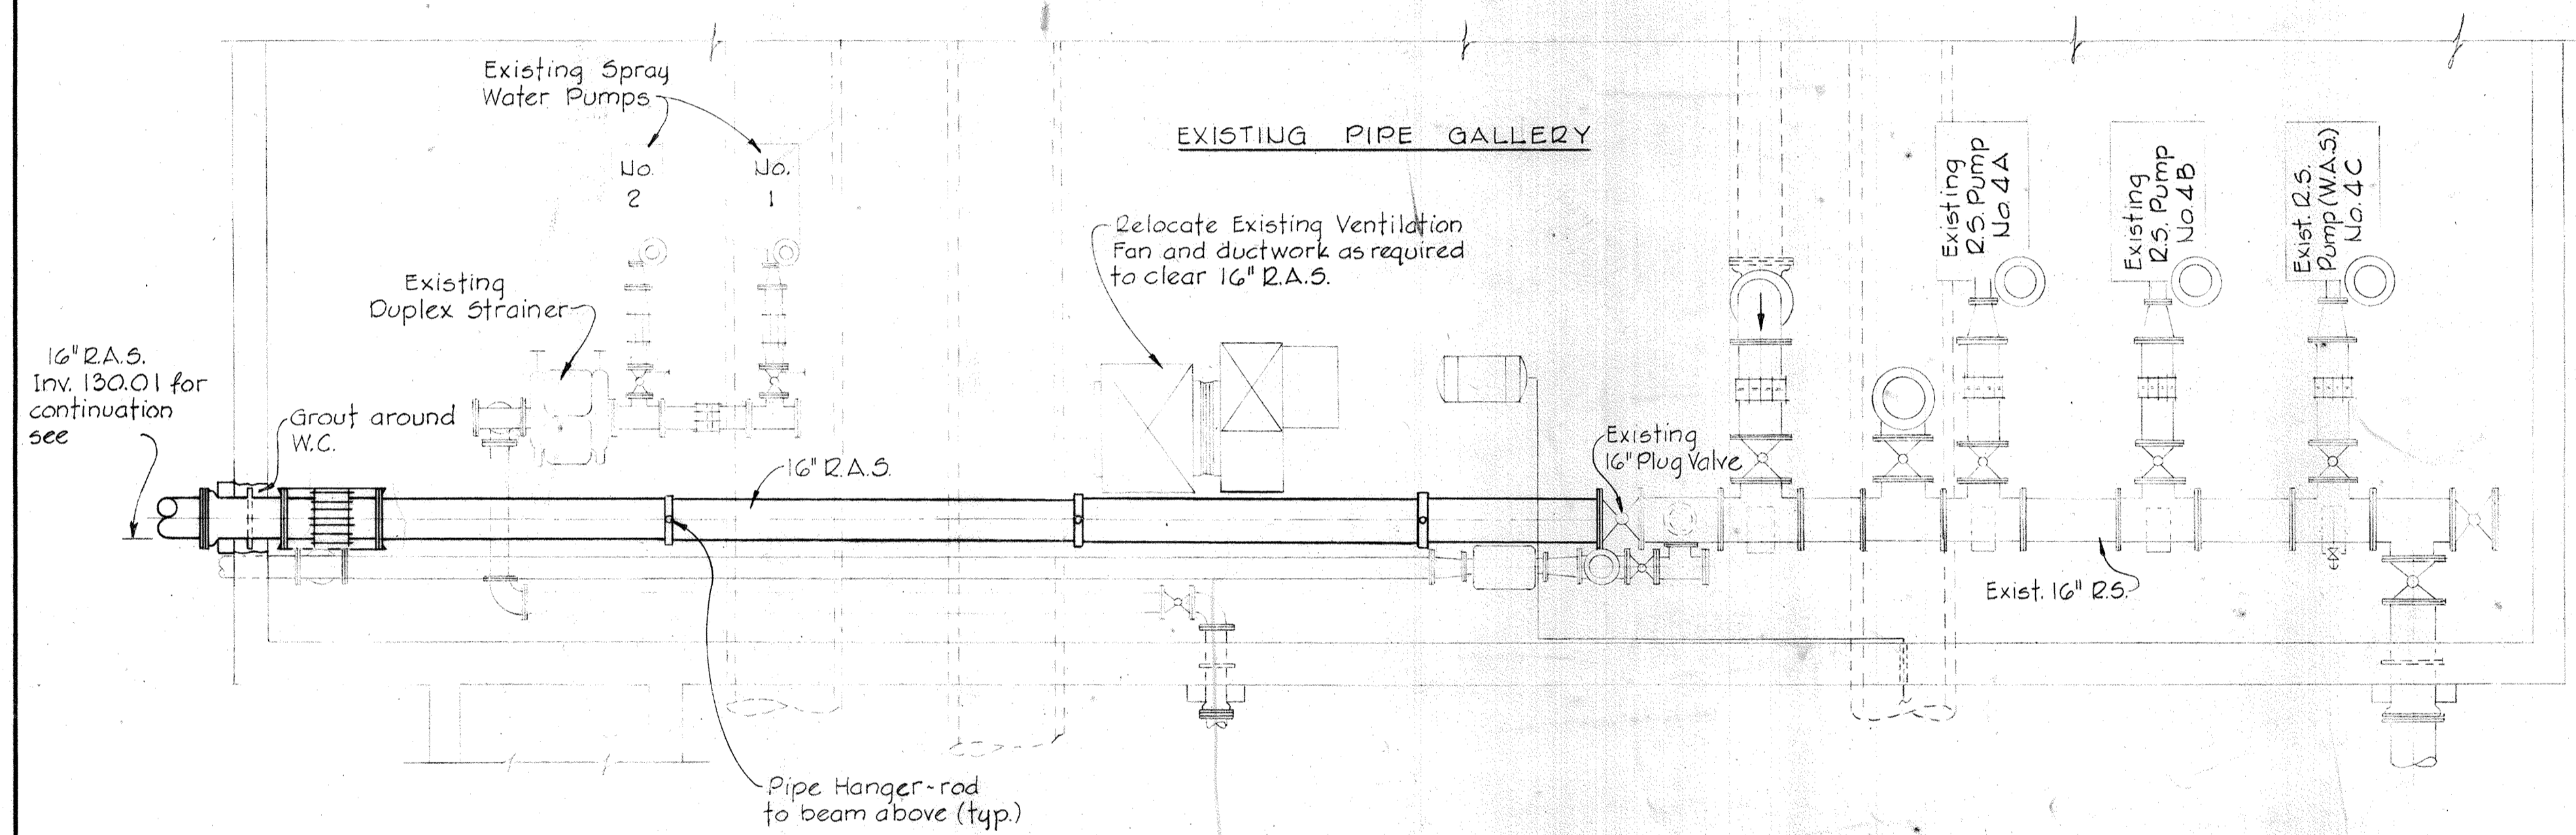 Existing Spray
Water Pumps
No.
2
No.
1
EXISTING PIPE GALLERY
Existing
R.S. Pump
No. 4A
Existing
R.S. Pump
No. 4B
Exist. R.S.
Pump (W.A.S.)
No. 4C
Relocate Existing Ventilation
Fan and ductwork as required
to clear 16" R.A.S.
Existing
Duplex Strainer
16" R.A.S.
Inv. 130.01 for
continuation
see
Grout around
W.C.
16" R.A.S.
Existing
16" Plug Valve
Exist. 16" R.S.
Pipe Hanger-rod
to beam above (typ.)